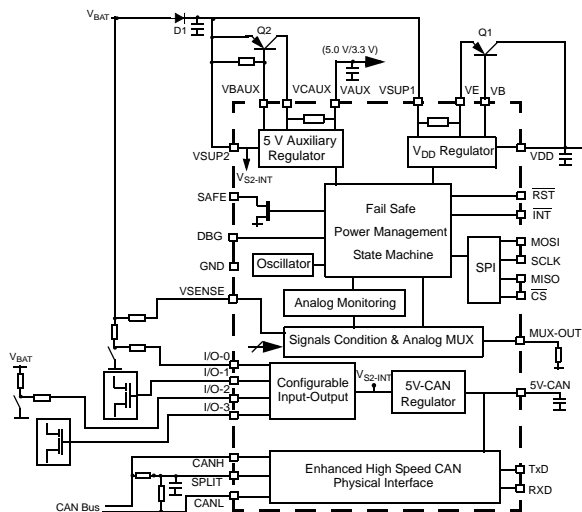 VBAT
D1
Q2
Q1
(5.0 V/3.3 V)
VBAUX
VCAUX
VAUX
VSUP1
VE
VB
5 V Auxiliary
Regulator
VDD Regulator
VSUP2
VDD
VS2-INT
SAFE
Fail Safe
Power Management
State Machine
RST
INT
DBG
MOSI
SCLK
SPI
MISO
CS
GND
Oscillator
VSENSE
Analog Monitoring
Signals Condition & Analog MUX
MUX-OUT
VBAT
I/O-0
I/O-1
I/O-2
I/O-3
Configurable
Input-Output
VS2-INT
5V-CAN
Regulator
5V-CAN
CANH
SPLIT
CANL
CAN Bus
Enhanced High Speed CAN
Physical Interface
TxD
RXD